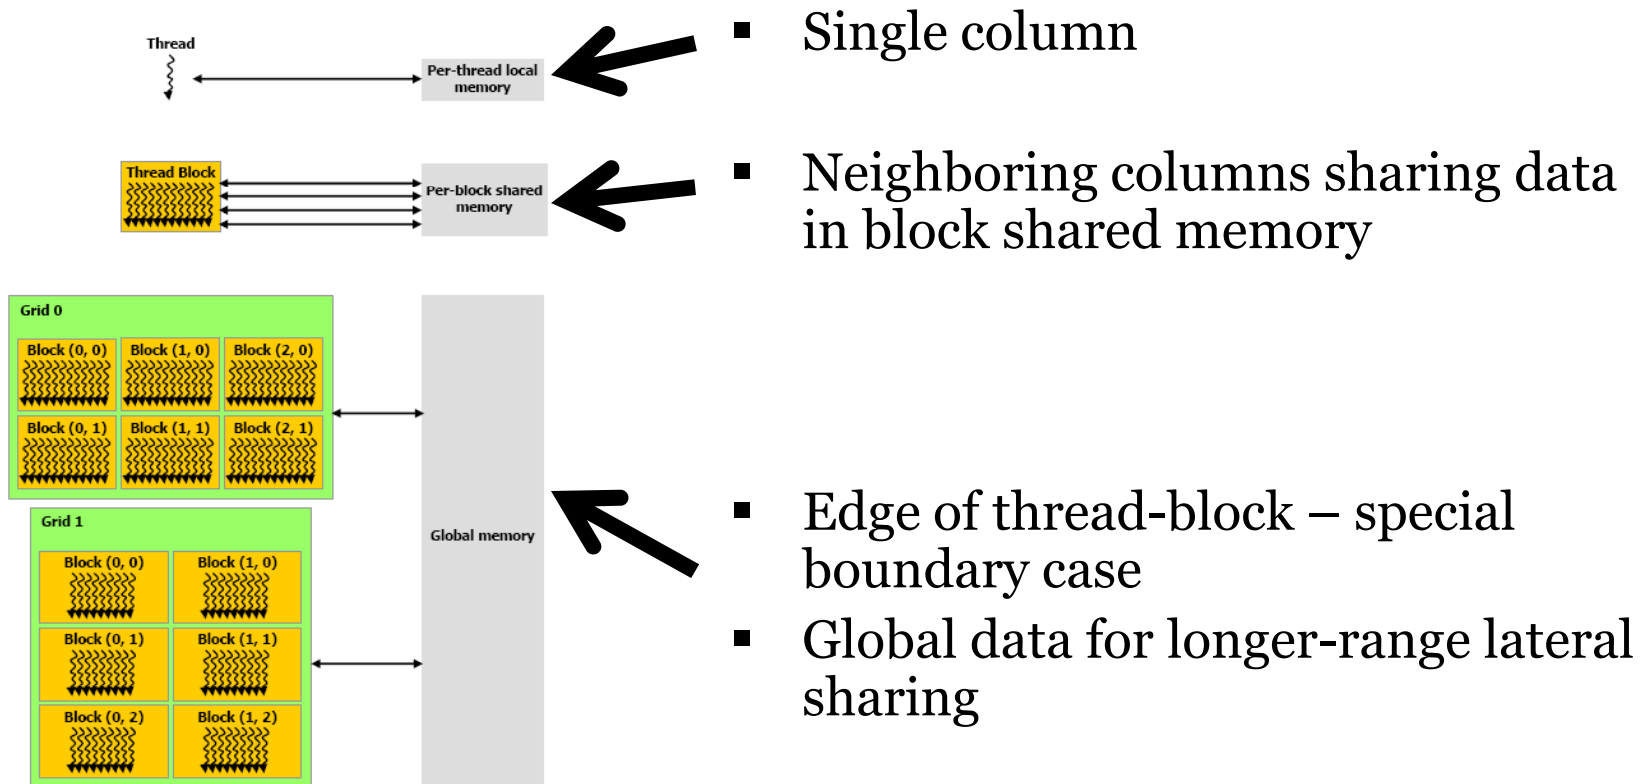 Thread
Per-thread local
memory
▪ Single column
Thread Block
Per-block shared
memory
▪ Neighboring columns sharing data
in block shared memory
Grid 0
Block (0, 0) Block (1, 0) Block (2, 0)
Block (0, 1) Block (1, 1) Block (2, 1)
Grid 1
Block (0, 0) Block (1, 0)
Block (0, 1) Block (1, 1)
Block (0, 2) Block (1, 2)
Global memory
▪ Edge of thread-block – special
boundary case
▪ Global data for longer-range lateral
sharing